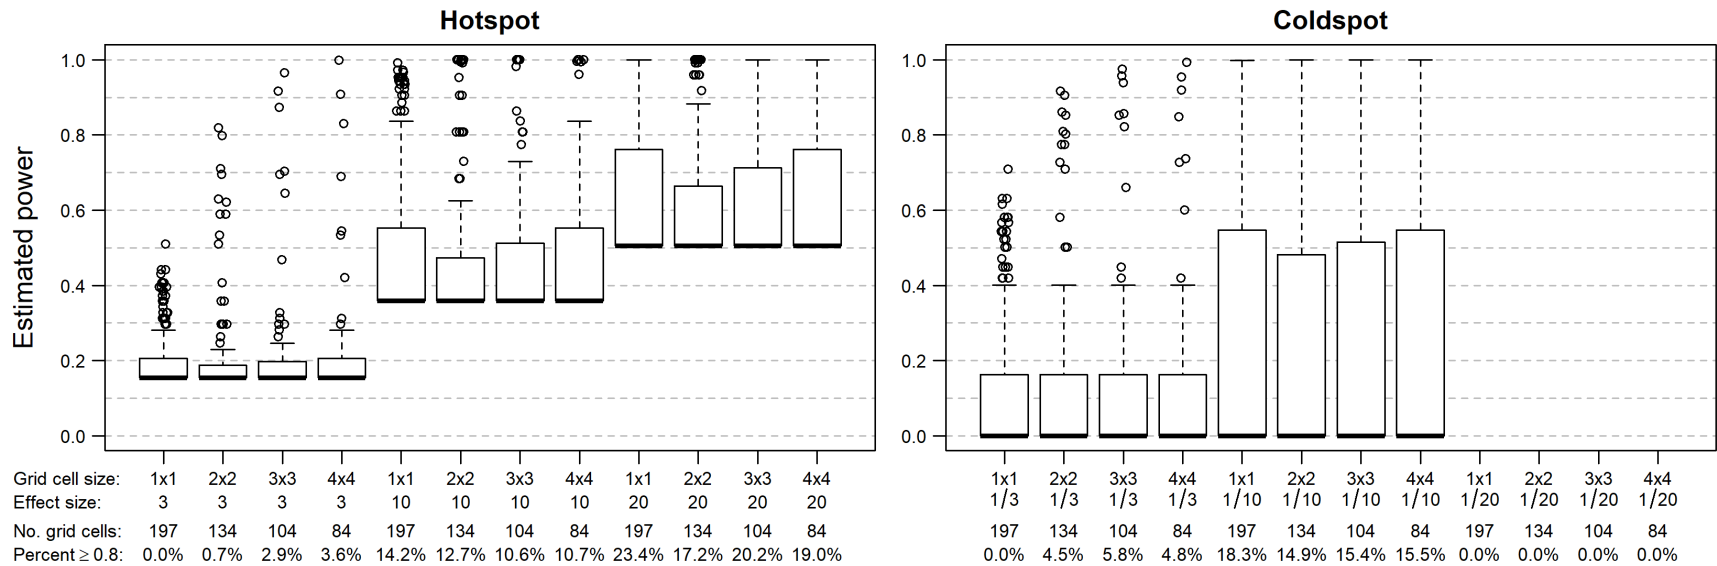 Hotspot
Coldspot
Estimated power
1.0
0.8
0.6
0.4
0.2
0.0
1.0
0.8
0.6
0.4
0.2
0.0
Grid cell size: 1x1 2x2 3x3 4x4 1x1 2x2 3x3 4x4 1x1 2x2 3x3 4x4 1x1 2x2 3x3 4x4 1x1 2x2 3x3 4x4 1x1 2x2 3x3 4x4
Effect size: 3 3 3 3 10 10 10 10 20 20 20 20 1/3 1/3 1/3 1/3 1/10 1/10 1/10 1/10 1/20 1/20 1/20 1/20
No. grid cells: 197 134 104 84 197 134 104 84 197 134 104 84 197 134 104 84 197 134 104 84 197 134 104 84
Percent ≥ 0.8: 0.0% 0.7% 2.9% 3.6% 14.2% 12.7% 10.6% 10.7% 23.4% 17.2% 20.2% 19.0% 0.0% 4.5% 5.8% 4.8% 18.3% 14.9% 15.4% 15.5% 0.0% 0.0% 0.0% 0.0%